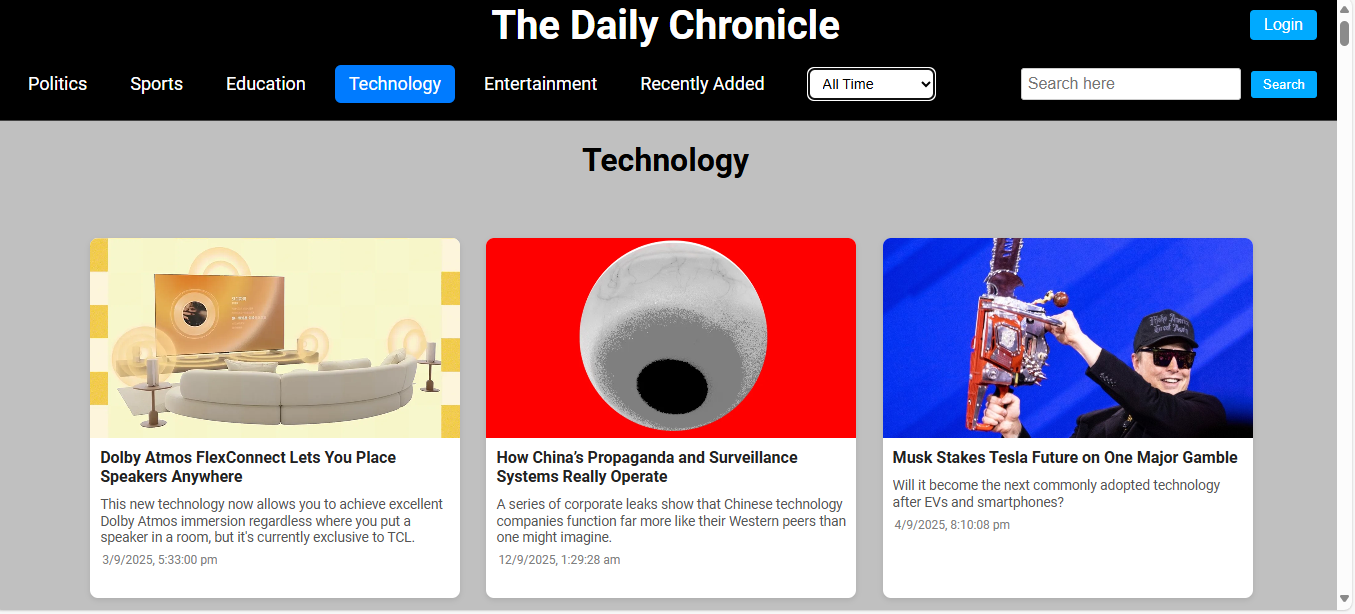 The Daily Chronicle
Login
Politics
Sports
Education
Technology
Entertainment
Recently Added
All Time
Search here
Search
Technology
Dolby Atmos FlexConnect Lets You Place
Speakers Anywhere
This new technology now allows you to achieve excellent
Dolby Atmos immersion regardless where you put a
speaker in a room, but it's currently exclusive to TCL.
3/9/2025, 5:33:00 pm
How China’s Propaganda and Surveillance
Systems Really Operate
A series of corporate leaks show that Chinese technology
companies function far more like their Western peers than
one might imagine.
12/9/2025, 1:29:28 am
Musk Stakes Tesla Future on One Major Gamble
Will it become the next commonly adopted technology
after EVs and smartphones?
4/9/2025, 8:10:08 pm